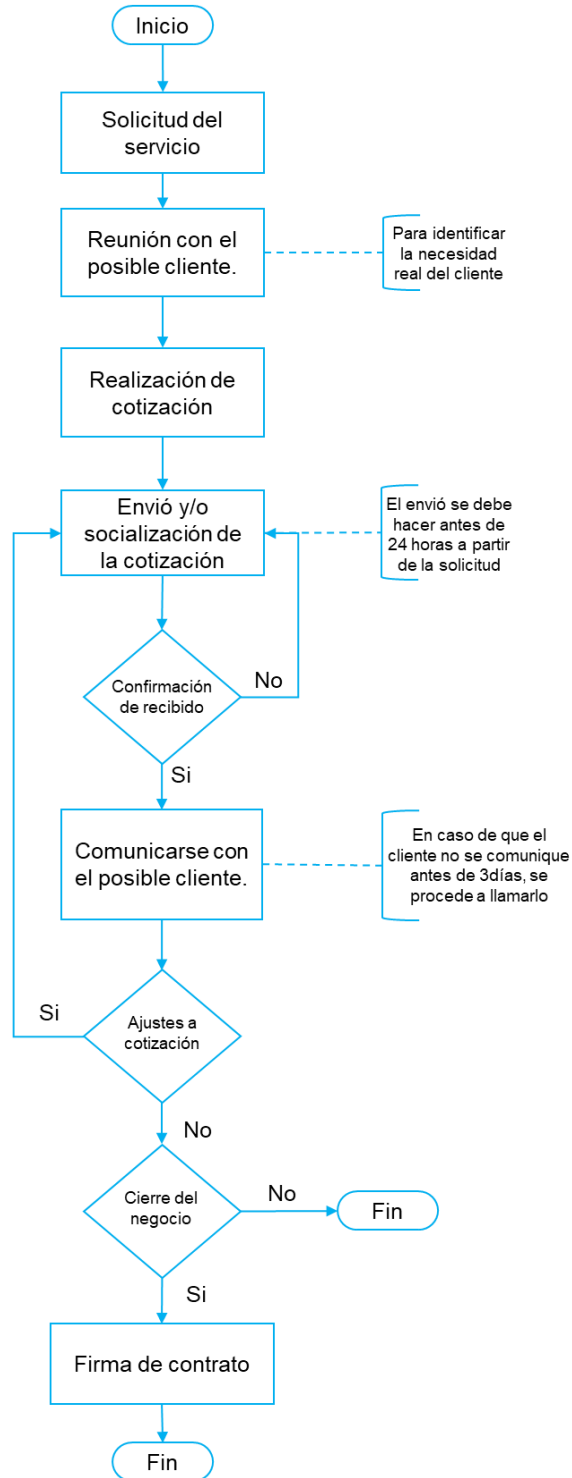 Inicio
Solicitud del
servicio
Reunión con el
posible cliente.
Para identificar
la necesidad
real del cliente
Realización de
cotización
Envió y/o
socialización de
la cotización
El envió se debe
hacer antes de
24 horas a partir
de la solicitud
Confirmación
de recibido
No
Si
Comunicarse con
el posible cliente.
En caso de que el
cliente no se comunique
antes de 3días, se
procede a llamarlo
Si
Ajustes a
cotización
No
Cierre del
negocio
No
Fin
Si
Firma de contrato
Fin